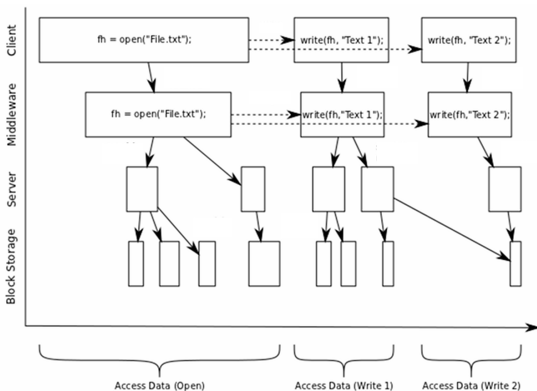 Client
fh = open("File.txt");
write(fh, "Text 1");
write(fh, "Text 2");
Middleware
fh = open("File.txt");
write(fh,"Text 1");
write(fh,"Text 2");
Server
Block Storage
Access Data (Open)
Access Data (Write 1)
Access Data (Write 2)